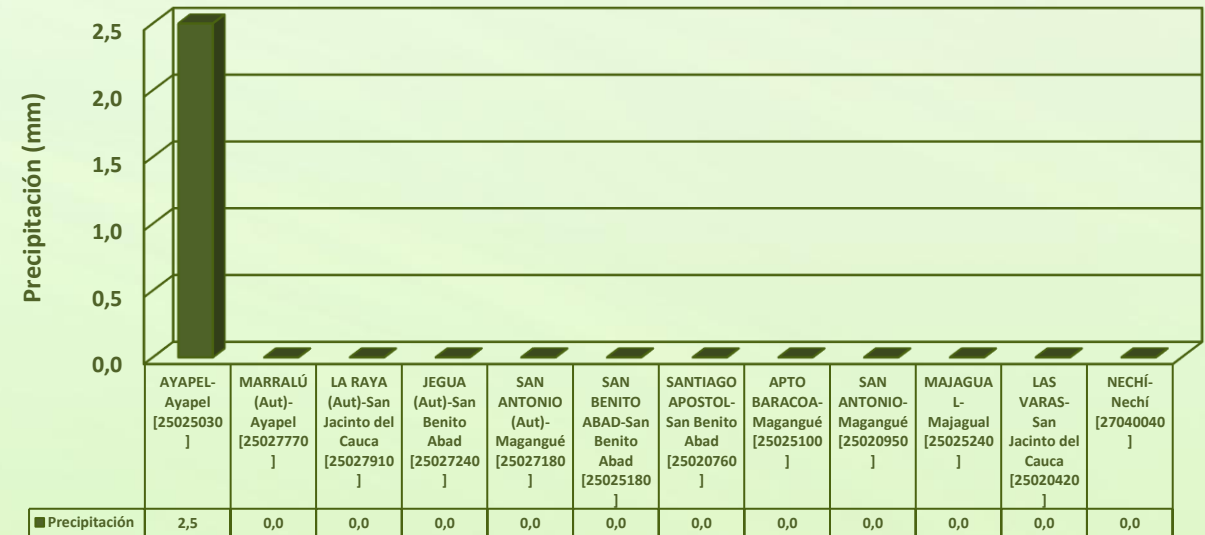 Precipitación (mm)
2,5
2,0
1,5
1,0
0,5
0,0
AYAPEL-
Ayapel
[25025030
]
MARRALÚ
(Aut)-
Ayapel
[25027770
]
LA RAYA
(Aut)-San
Jacinto del
Cauca
[25027910
]
JEGUA
(Aut)-San
Benito
Abad
[25027240
]
SAN
ANTONIO
(Aut)-
Magangué
[25027180
]
SAN
BENITO
ABAD-San
Benito
Abad
[25025180
]
SANTIAGO
APOSTOL-
San Benito
Abad
[25020760
]
APTO
BARACOA-
Magangué
[25025100
]
SAN
ANTONIO-
Magangué
[25020950
]
MAJAGUA
L-
Majagual
[25025240
]
LAS
VARAS-
San
Jacinto del
Cauca
[25020420
]
NECHÍ-
Nechí
[27040040
]
Precipitación 2,5 0,0 0,0 0,0 0,0 0,0 0,0 0,0 0,0 0,0 0,0 0,0